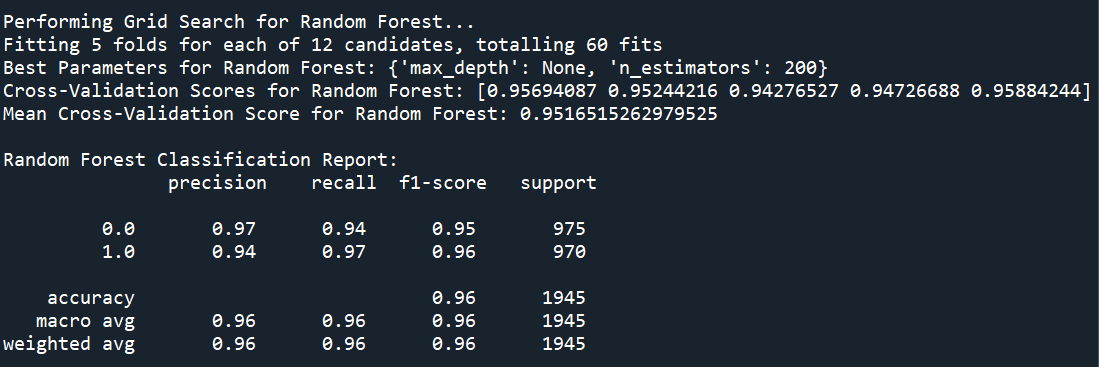 Performing Grid Search for Random Forest...
Fitting 5 folds for each of 12 candidates, totalling 60 fits
Best Parameters for Random Forest: {'max_depth': None, 'n_estimators': 200}
Cross-Validation Scores for Random Forest: [0.95694087 0.95244216 0.94276527 0.94726688 0.95884244]
Mean Cross-Validation Score for Random Forest: 0.9516515262979525
Random Forest Classification Report:
precision recall f1-score support
0.0 0.97 0.94 0.95 975
1.0 0.94 0.97 0.96 970
accuracy 0.96 1945
macro avg 0.96 0.96 0.96 1945
weighted avg 0.96 0.96 0.96 1945